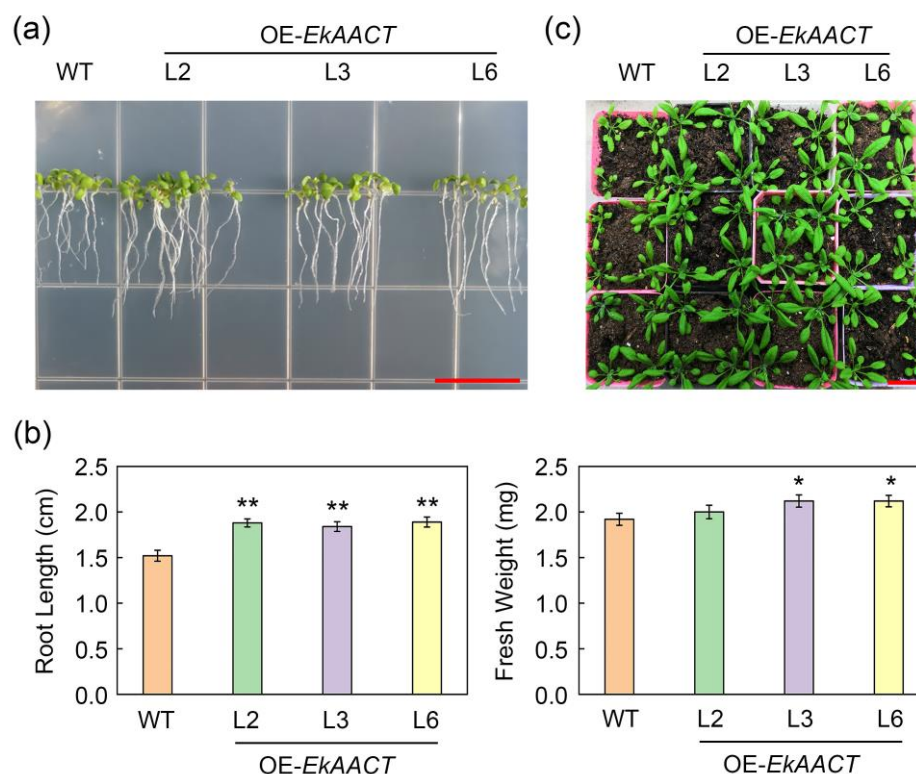 (a)
OE-EkAACT
WT L2 L3 L6
(c)
OE-EkAACT
WT L2 L3 L6
(b)
Root Length (cm)
2.5
2.0
1.5
1.0
0.5
0.0
** ** **
WT L2 L3 L6
OE-EkAACT
Fresh Weight (mg)
2.5
2.0
1.5
1.0
0.5
0.0
* *
WT L2 L3 L6
OE-EkAACT